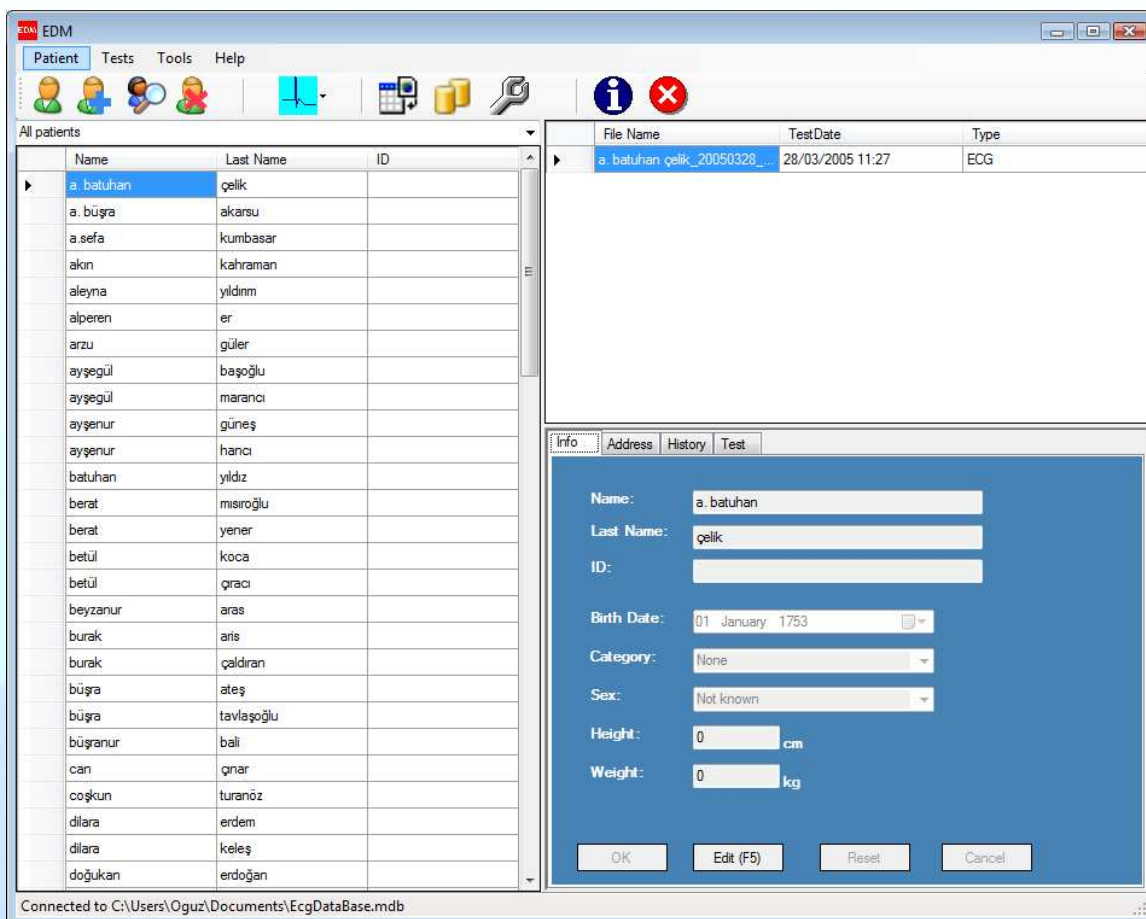 EDM EDM
Patient Tests Tools Help
All patients
Name Last Name ID
a. batuhan çelik
a. büşra akarsu
a.sefa kumbasar
akın kahraman
aleyna yıldırım
alperen er
arzu güler
ayşegül başoğlu
ayşegül marancı
ayşenur güneş
ayşenur hancı
batuhan yıldız
berat mısıroğlu
berat yener
betül koca
betül çıracı
beyzanur aras
burak aris
burak çaldıran
büşra ateş
büşra tavlaşoğlu
büşranur bali
can çınar
coşkun turanöz
dilara erdem
dilara keleş
doğukan erdoğan
File Name TestDate Type
a. batuhan çelik_20050328_... 28/03/2005 11:27 ECG
Info Address History Test
Name: a. batuhan
Last Name: çelik
ID:
Birth Date: 01 January 1753
Category: None
Sex: Not known
Height: 0 cm
Weight: 0 kg
OK Edit (F5) Reset Cancel
Connected to C:\Users\Oguz\Documents\EcgDataBase.mdb